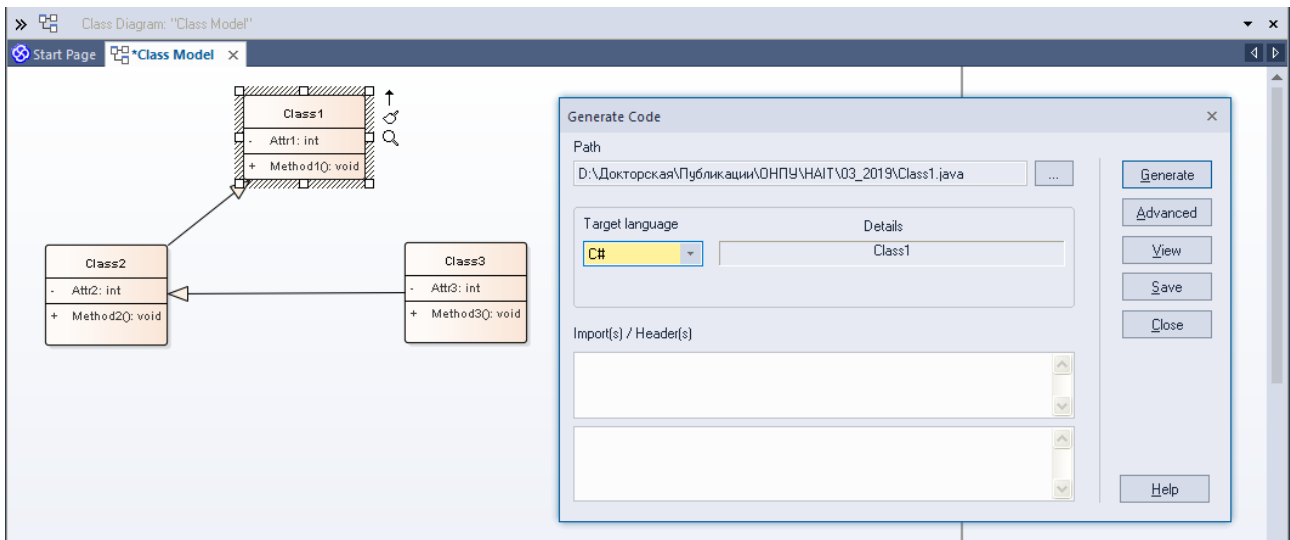 Class Diagram: "Class Model"
Start Page *Class Model
Class1
- Attr1: int
+ Method1(): void
Class2
- Attr2: int
+ Method2(): void
Class3
- Attr3: int
+ Method3(): void
Generate Code
Path
D:\Докторская\Публикации\ОНПУ\HAIT\03_2019\Class1.java
...
Generate
Target language
Details
Advanced
C#
Class1
View
Save
Close
Import(s) / Header(s)
Help